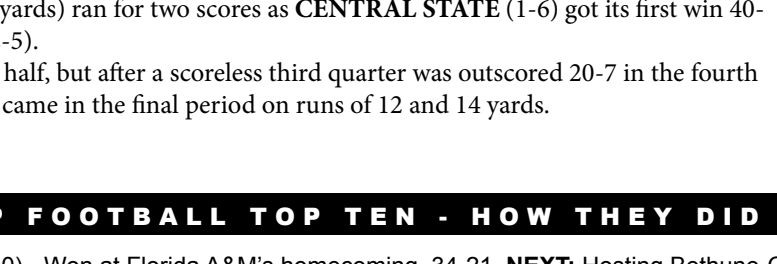 yards) ran for two scores as CENTRAL STATE (1-6) got its first win 40-
-5).
half, but after a scoreless third quarter was outscored 20-7 in the fourth
came in the final period on runs of 12 and 14 yards.
P FOOTBALL TOP TEN - HOW THEY DID
0) - Won at Florida A&M's homecoming, 34-21. NEXT: Hosting Bethune-C